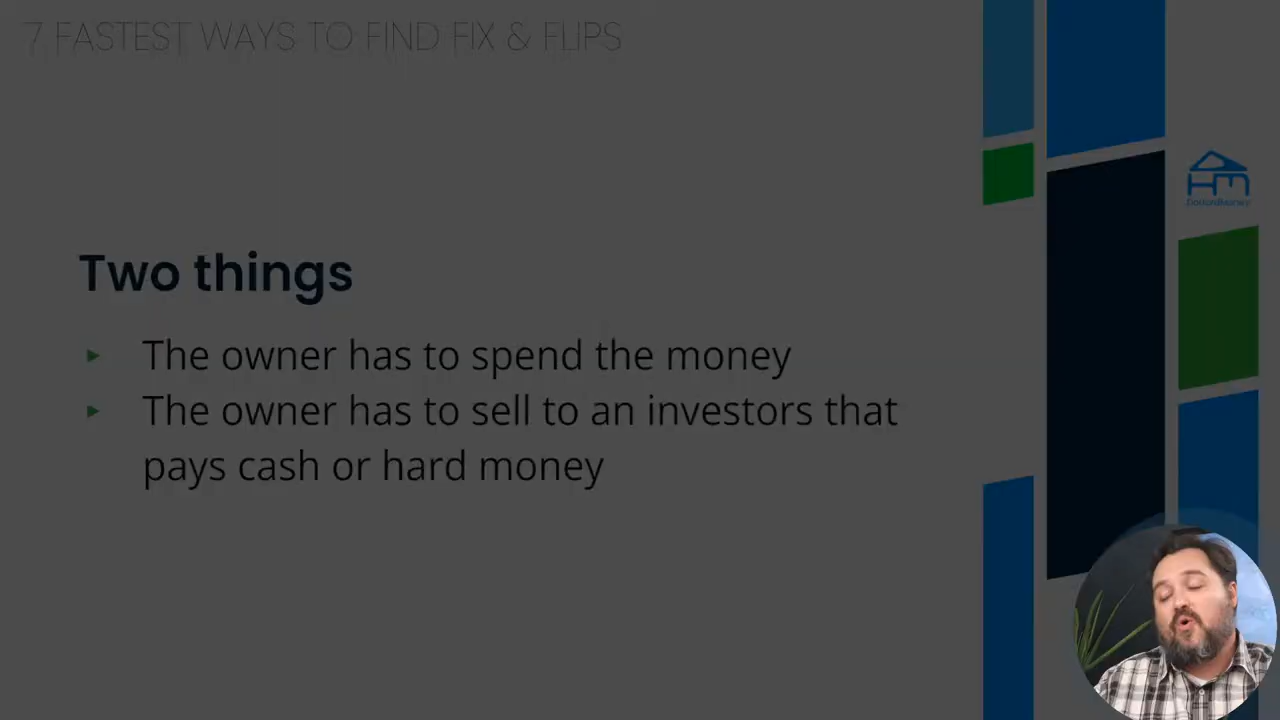 7 FASTEST WAYS TO FIND FIX & FLIPS
Two things
The owner has to spend the money
The owner has to sell to an investors that
pays cash or hard money